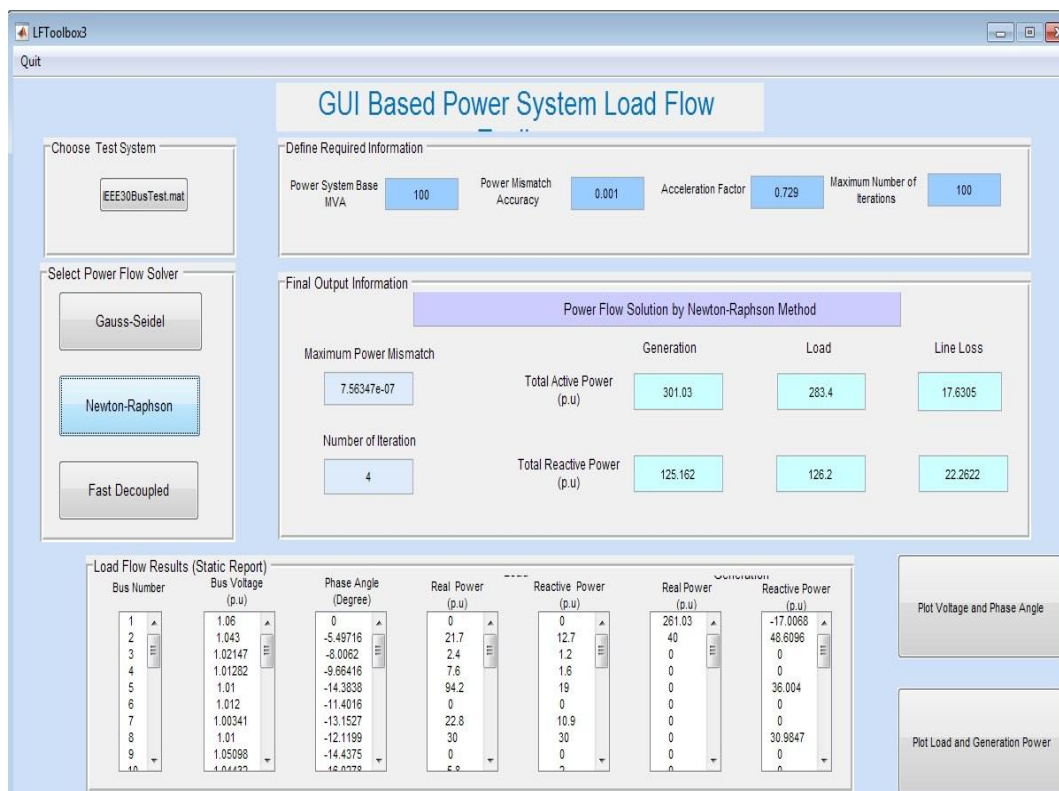 LFToolbox3
Quit
GUI Based Power System Load Flow
Choose Test System
IEEE30BusTest.mat
Define Required Information
Power System Base
MVA
100
Power Mismatch
Accuracy
0.001
Acceleration Factor
0.729
Maximum Number of
Iterations
100
Select Power Flow Solver
Gauss-Seidel
Newton-Raphson
Fast Decoupled
Final Output Information
Power Flow Solution by Newton-Raphson Method
Maximum Power Mismatch
7.56347e-07
Number of Iteration
4
Generation Load Line Loss
Total Active Power
(p.u)
301.03 283.4 17.6305
Total Reactive Power
(p.u)
125.162 126.2 22.2622
Load Flow Results (Static Report)
Generation
Bus Number
Bus Voltage
(p.u)
Phase Angle
(Degree)
Real Power
(p.u)
Reactive Power
(p.u)
Real Power
(p.u)
Reactive Power
(p.u)
1 1.06 0 0 0 261.03 -17.0068
2 1.043 -5.49716 21.7 12.7 40 48.6096
3 1.02147 -8.0062 2.4 1.2 0 0
4 1.01282 -9.66416 7.6 1.6 0 0
5 1.01 -14.3838 94.2 19 0 36.004
6 1.012 -11.4016 0 0 0 0
7 1.00341 -13.1527 22.8 10.9 0 0
8 1.01 -12.1199 30 30 0 30.9847
9 1.05098 -14.4375 0 0 0 0
Plot Voltage and Phase Angle
Plot Load and Generation Power